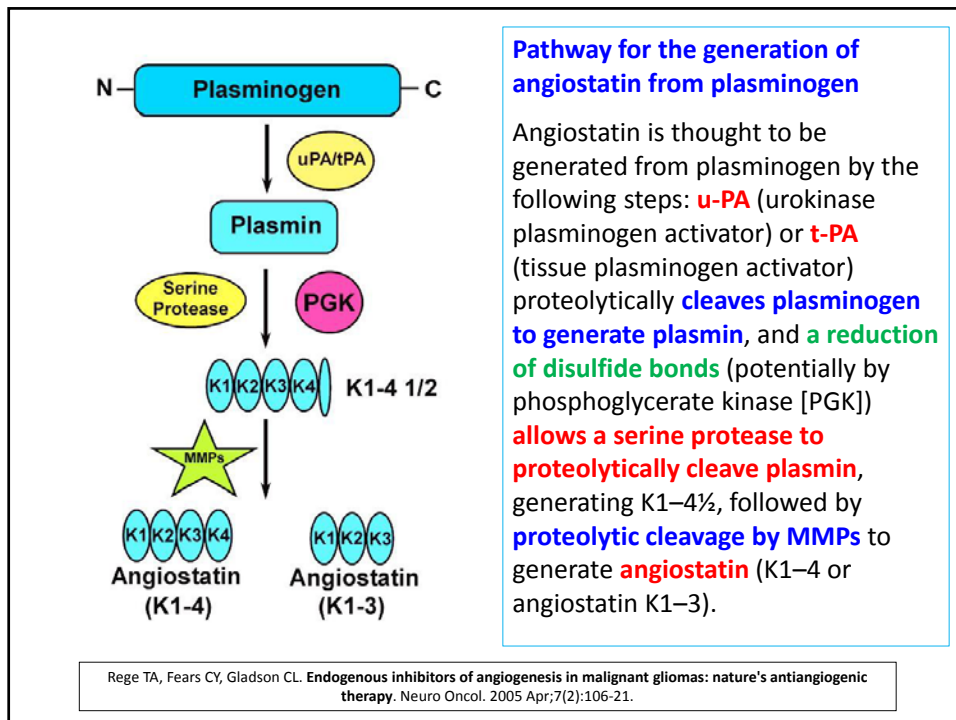 N
Plasminogen
C
uPA/tPA
Plasmin
Serine
Protease
PGK
K1 K2 K3 K4
K1-4 1/2
MMPs
K1 K2 K3 K4
Angiostatin
(K1-4)
K1 K2 K3
Angiostatin
(K1-3)
Pathway for the generation of
angiostatin from plasminogen
Angiostatin is thought to be
generated from plasminogen by the
following steps: u-PA (urokinase
plasminogen activator) or t-PA
(tissue plasminogen activator)
proteolytically cleaves plasminogen
to generate plasmin, and a reduction
of disulfide bonds (potentially by
phosphoglycerate kinase [PGK])
allows a serine protease to
proteolytically cleave plasmin,
generating K1–4½, followed by
proteolytic cleavage by MMPs to
generate angiostatin (K1–4 or
angiostatin K1–3).
Rege TA, Fears CY, Gladson CL. Endogenous inhibitors of angiogenesis in malignant gliomas: nature's antiangiogenic
therapy. Neuro Oncol. 2005 Apr;7(2):106-21.